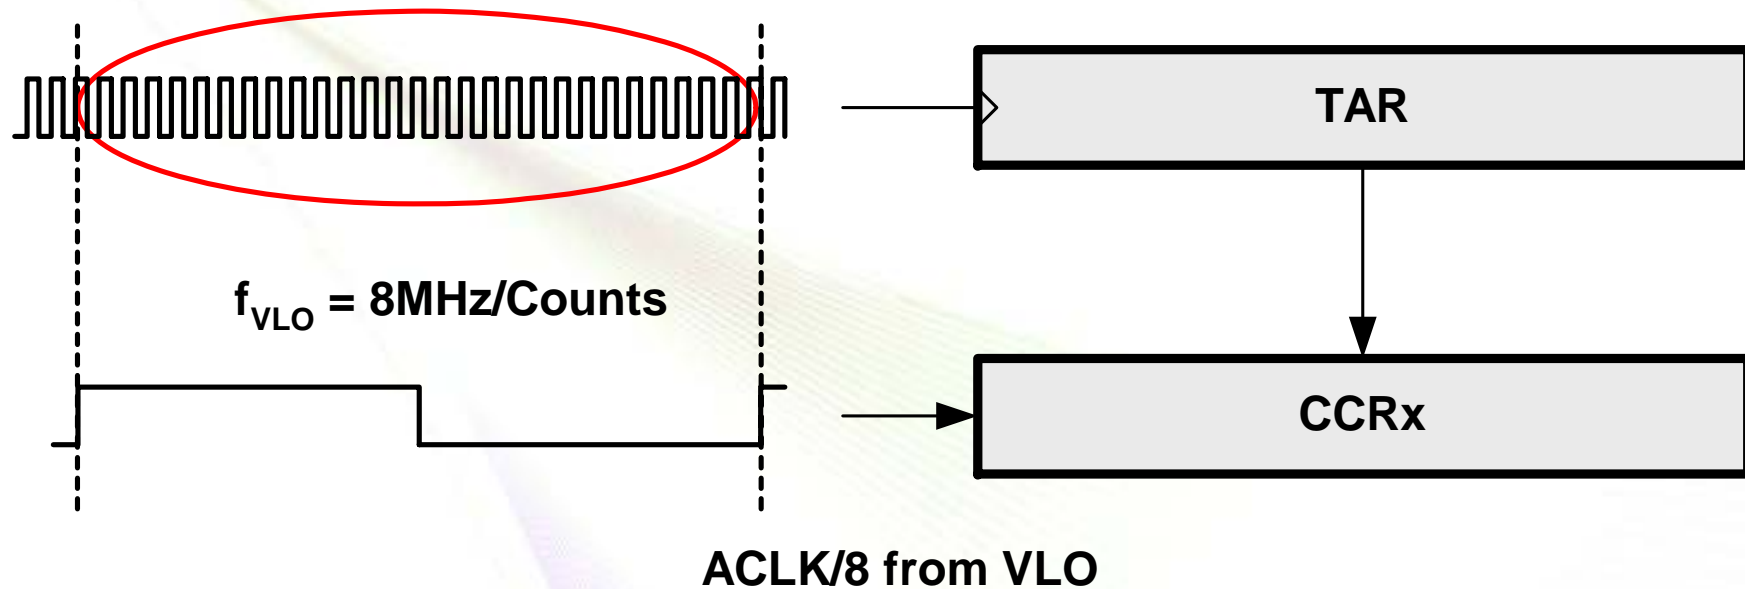 TAR
f_VLO = 8MHz/Counts
CCRx
ACLK/8 from VLO